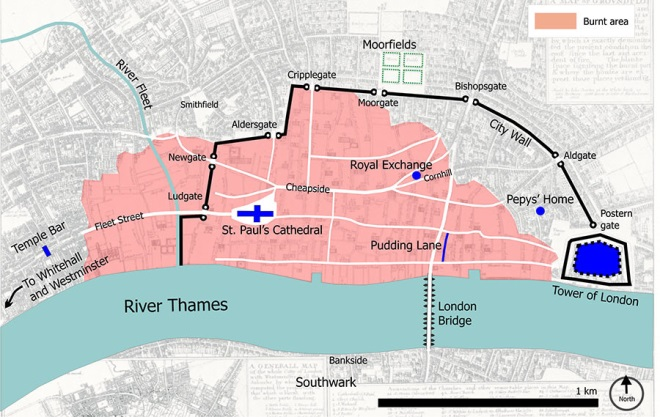 Burnt area
Moorfields
Cripplegate
Bishopsgate
River Fleet
Smithfield
Moorgate
Aldersgate
City Wall
Newgate
Royal Exchange
Aldgate
Cornhill
Cheapside
Ludgate
Pepys' Home
Fleet Street
St. Paul's Cathedral
Postern
gate
Temple Bar
Pudding Lane
To Whitehall
and Westminster
Tower of London
River Thames
London
Bridge
Bankside
Southwark
1 km
North
A GENERALL MAP